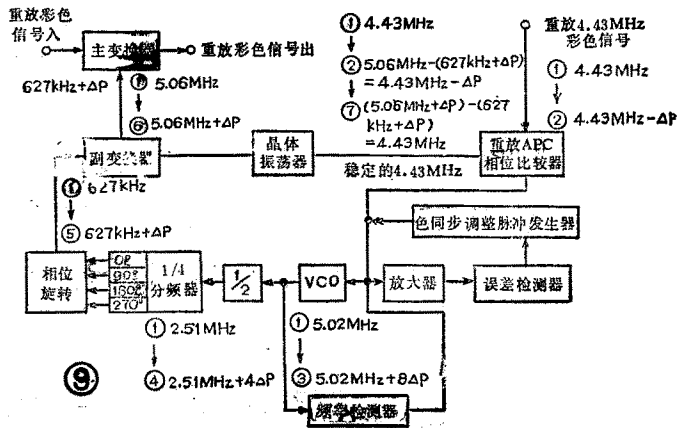 重放彩色
信号入
主变换器
重放彩色信号出
627kHz+ΔP
① 5.06MHz
⑥ 5.06MHz+ΔP
① 4.43MHz
② 5.06MHz-(627kHz+ΔP)
=4.43MHz-ΔP
⑦ (5.06MHz+ΔP)-(627
kHz+ΔP)
=4.43MHz
重放4.43MHz
彩色信号
① 4.43MHz
② 4.43MHz-ΔP
副变换器
晶体
振荡器
稳定的4.43MHz
重放APC
相位比较器
① 627kHz
⑤ 627kHz+ΔP
色同步调整脉冲发生器
相位
旋转
0°
90°
180°
270°
1/4
分频器
1/2
VCO
放大器
误差检测器
① 2.51MHz
④ 2.51MHz+4ΔP
① 5.02MHz
③ 5.02MHz+8ΔP
频率检测器
⑨